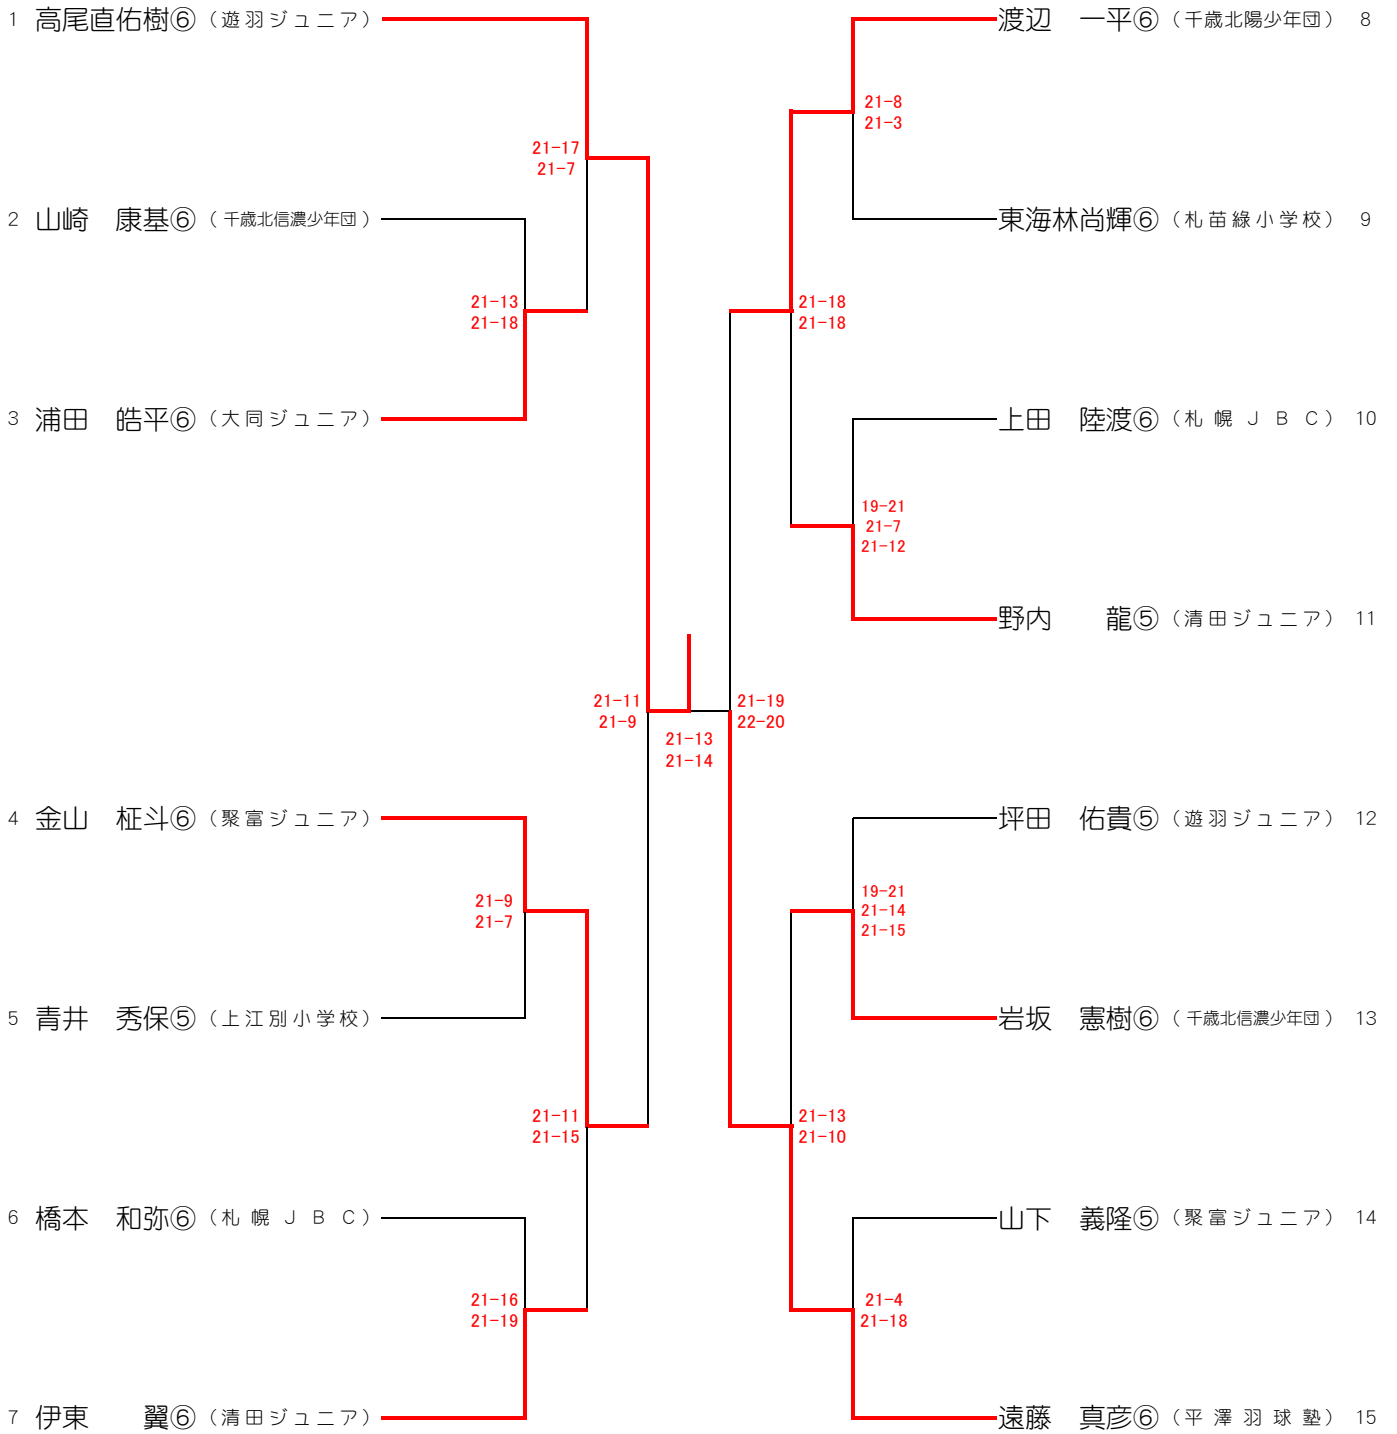 1 高尾直佑樹⑥ （遊羽ジュニア）
21-17
21-7
2 山崎　康基⑥ （千歳北信濃少年団）
21-13
21-18
3 浦田　皓平⑥ （大同ジュニア）
21-11
21-9
21-13
21-14
4 金山　柾斗⑥ （聚富ジュニア）
21-9
21-7
5 青井　秀保⑤ （上江別小学校）
21-11
21-15
6 橋本　和弥⑥ （札幌ＪＢＣ）
21-16
21-19
7 伊東　　翼⑥ （清田ジュニア）
渡辺　一平⑥ （千歳北陽少年団） 8
21-8
21-3
東海林尚輝⑥ （札苗緑小学校） 9
21-18
21-18
上田　陸渡⑥ （札幌ＪＢＣ） 10
19-21
21-7
21-12
野内　　龍⑤ （清田ジュニア） 11
21-19
22-20
坪田　佑貴⑤ （遊羽ジュニア） 12
19-21
21-14
21-15
岩坂　憲樹⑥ （千歳北信濃少年団） 13
21-13
21-10
山下　義隆⑤ （聚富ジュニア） 14
21-4
21-18
遠藤　真彦⑥ （平澤羽球塾） 15